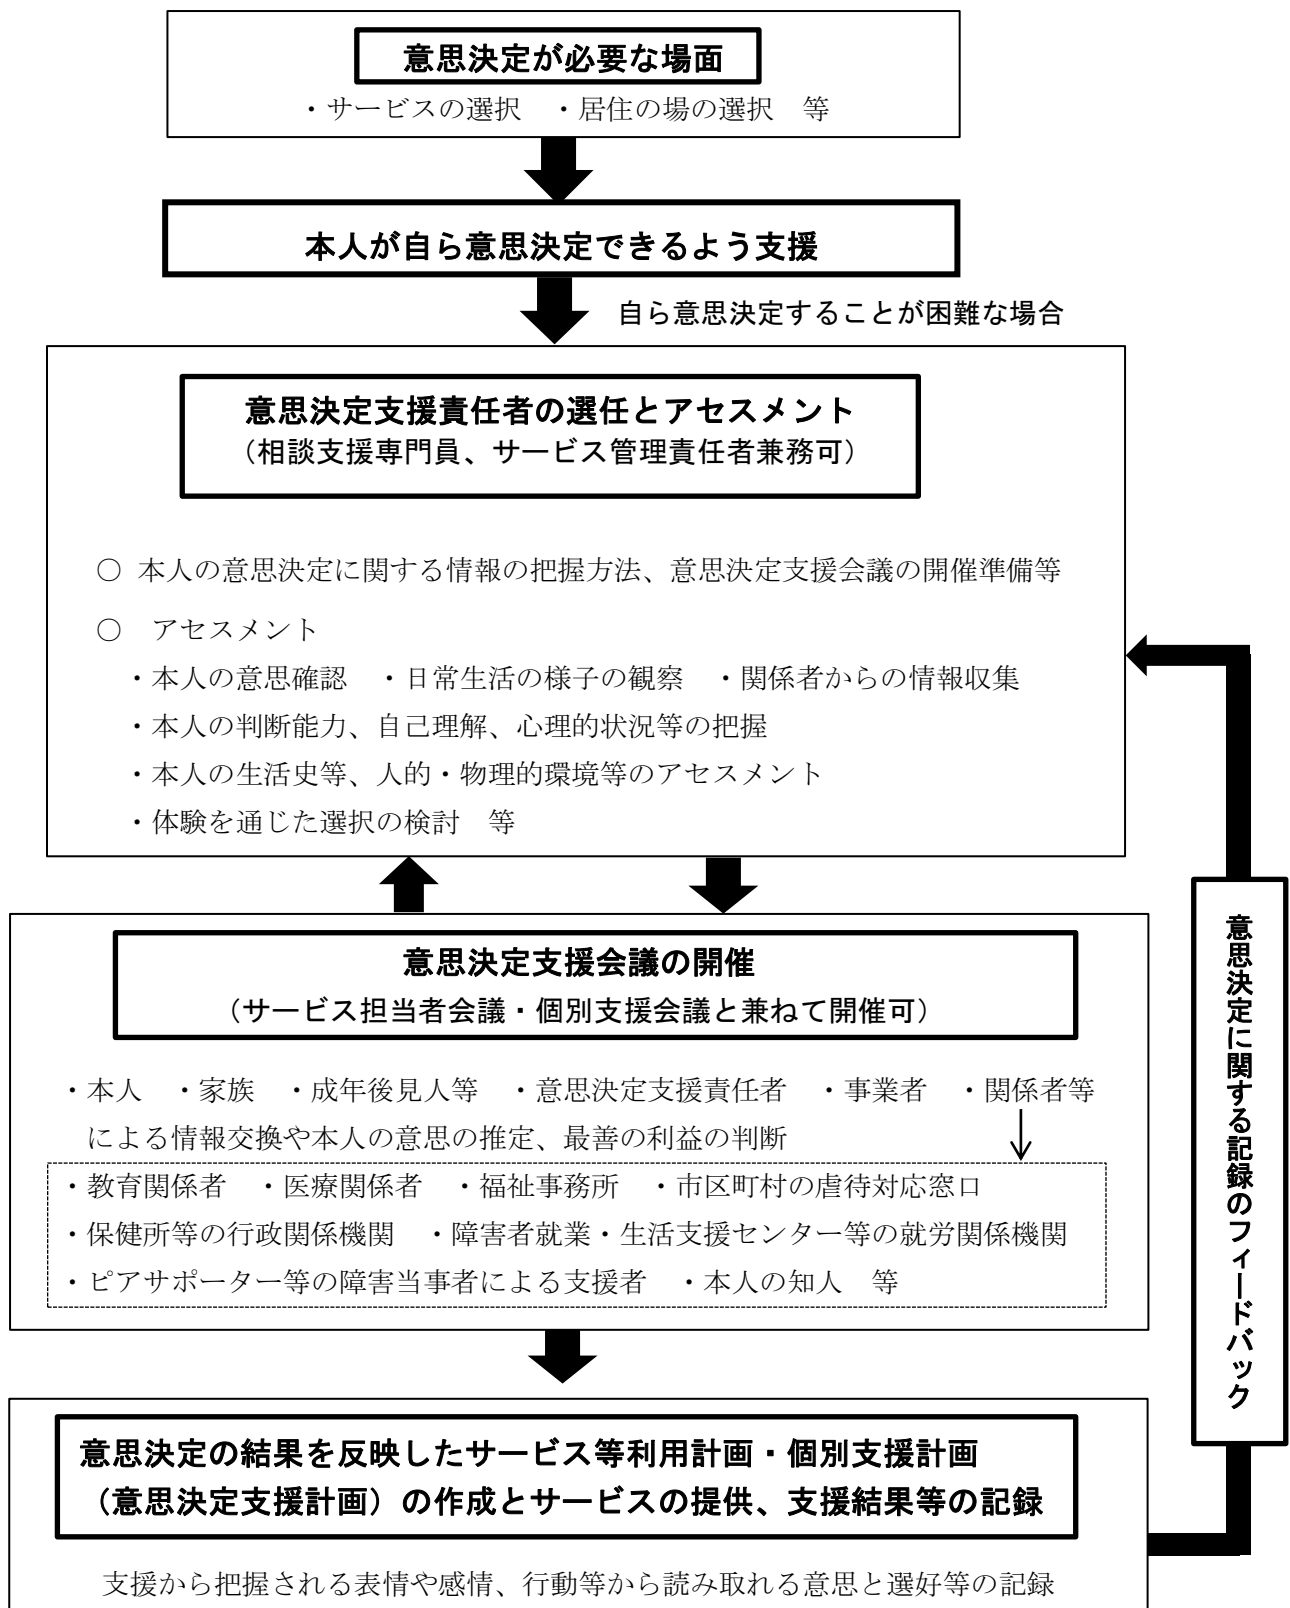 意思決定が必要な場面
・サービスの選択　・居住の場の選択　等
本人が自ら意思決定できるよう支援
自ら意思決定することが困難な場合
意思決定支援責任者の選任とアセスメント
（相談支援専門員、サービス管理責任者兼務可）
○ 本人の意思決定に関する情報の把握方法、意思決定支援会議の開催準備等
○　アセスメント
・本人の意思確認　・日常生活の様子の観察　・関係者からの情報収集
・本人の判断能力、自己理解、心理的状況等の把握
・本人の生活史等、人的・物理的環境等のアセスメント
・体験を通じた選択の検討　等
意思決定支援会議の開催
（サービス担当者会議・個別支援会議と兼ねて開催可）
・本人　・家族　・成年後見人等　・意思決定支援責任者　・事業者　・関係者等
による情報交換や本人の意思の推定、最善の利益の判断
・教育関係者　・医療関係者　・福祉事務所　・市区町村の虐待対応窓口
・保健所等の行政関係機関　・障害者就業・生活支援センター等の就労関係機関
・ピアサポーター等の障害当事者による支援者　・本人の知人　等
意思決定の結果を反映したサービス等利用計画・個別支援計画
（意思決定支援計画）の作成とサービスの提供、支援結果等の記録
支援から把握される表情や感情、行動等から読み取れる意思と選好等の記録
意思決定に関する記録のフィードバック